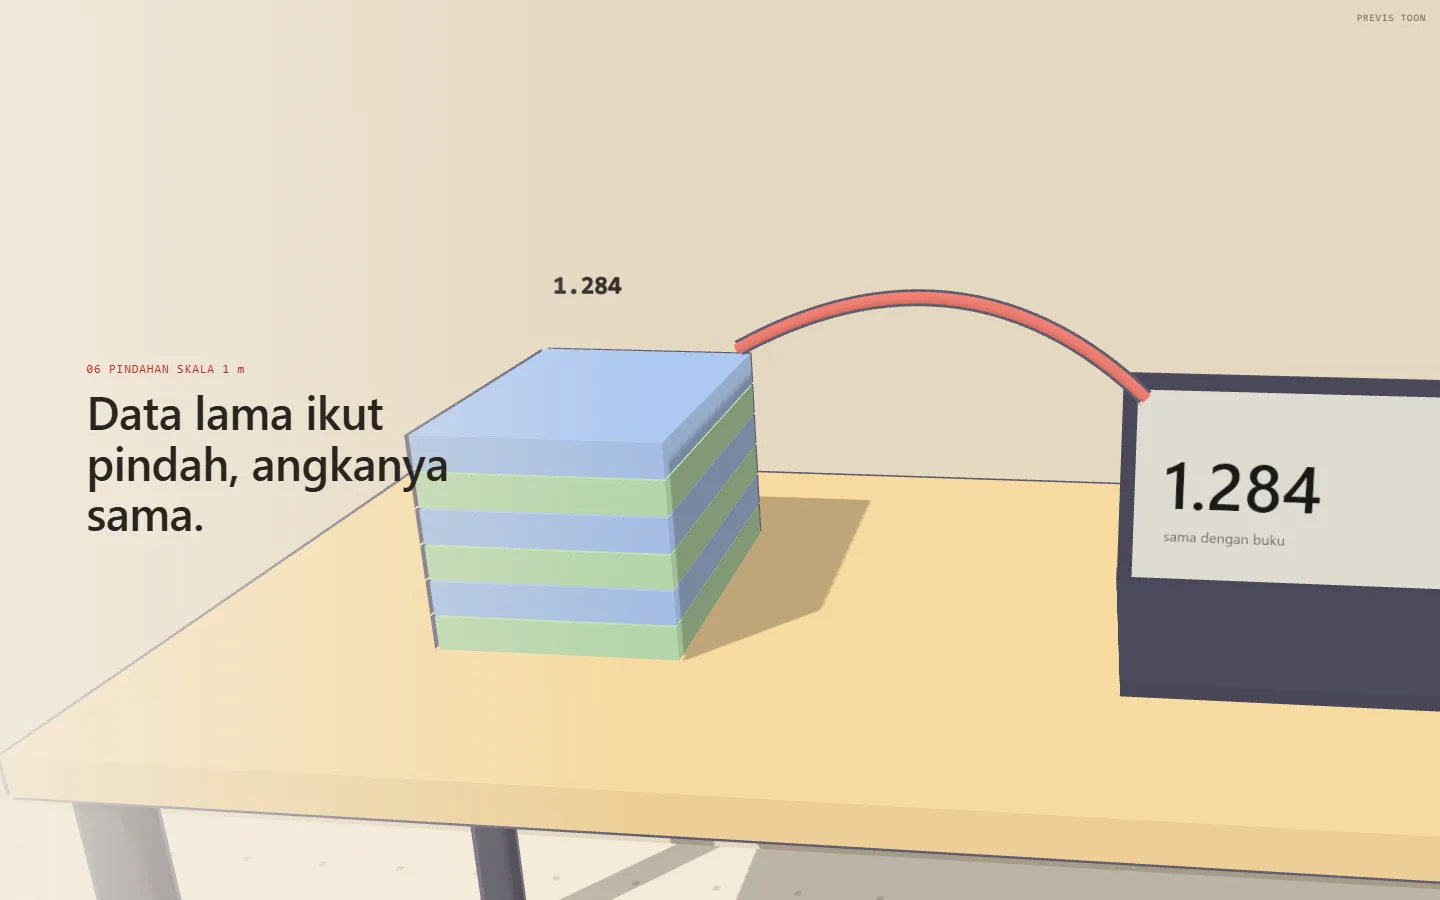 PREVIS TOON
1.284
06 PINDAHAN SKALA 1 m
Data lama ikut
pindah, angkanya
sama.
1.284
sama dengan buku